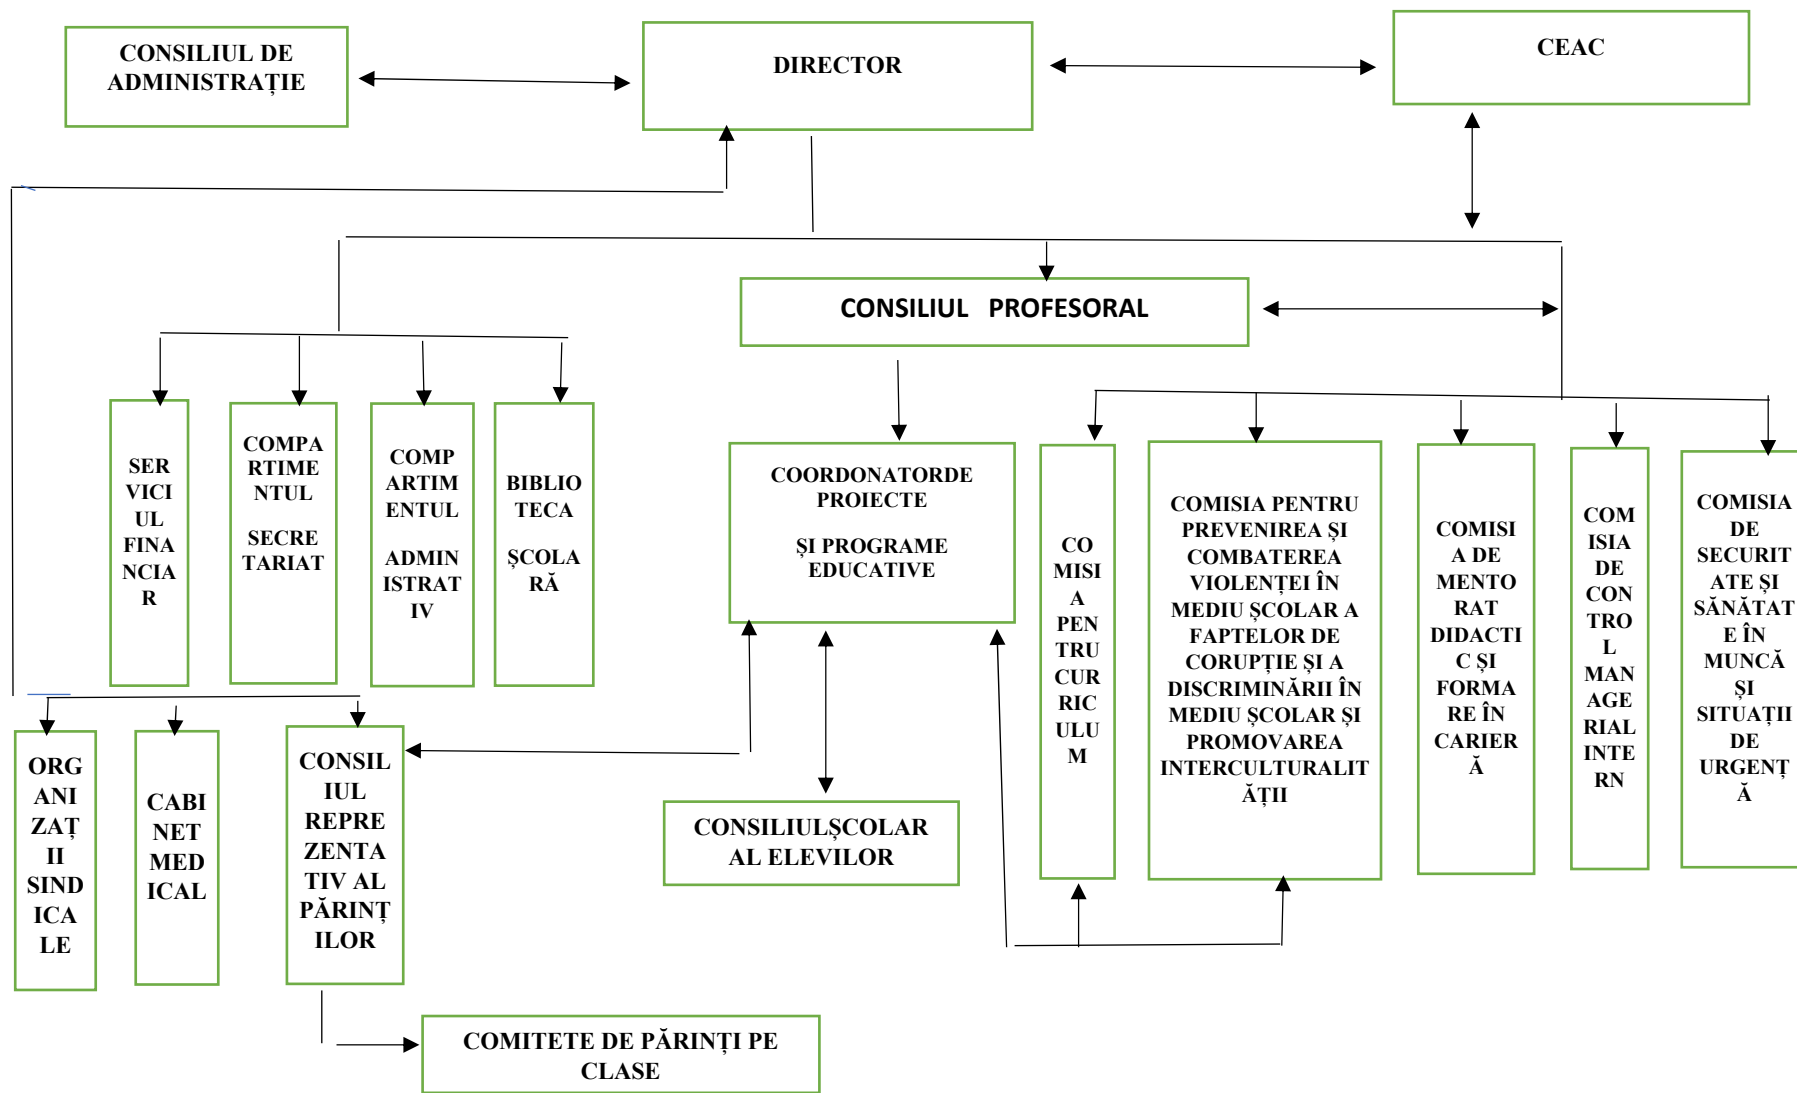 CONSILIUL DE
ADMINISTRAȚIE
DIRECTOR
CEAC
CONSILIUL PROFESORAL
SER
VICI
UL
FINA
NCIA
R
COMPA
RTIME
NTUL
SECRE
TARIAT
COMP
ARTIM
ENTUL
ADMIN
ISTRAT
IV
BIBLIO
TECA
ȘCOLA
RĂ
COORDONATORDE
PROIECTE
ȘI PROGRAME
EDUCATIVE
CO
MISI
A
PEN
TRU
CUR
RIC
ULU
M
COMISIA PENTRU
PREVENIREA ȘI
COMBATEREA
VIOLENȚEI ÎN
MEDIU ȘCOLAR A
FAPTELOR DE
CORUPȚIE ȘI A
DISCRIMINĂRII ÎN
MEDIU ȘCOLAR ȘI
PROMOVAREA
INTERCULTURALIT
ĂȚII
COMISI
A DE
MENTO
RAT
DIDACTI
C ȘI
FORMA
RE ÎN
CARIER
Ă
COM
ISIA
DE
CON
TRO
L
MAN
AGE
RIAL
INTE
RN
COMISIA
DE
SECURIT
ATE ȘI
SĂNĂTAT
E ÎN
MUNCĂ
ȘI
SITUAȚII
DE
URGENȚ
Ă
ORG
ANI
ZAȚ
II
SIND
ICA
LE
CABI
NET
MED
ICAL
CONSIL
IUL
REPRE
ZENTA
TIV AL
PĂRINȚ
ILOR
CONSILIULȘCOLAR
AL ELEVILOR
COMITETE DE PĂRINȚI PE
CLASE